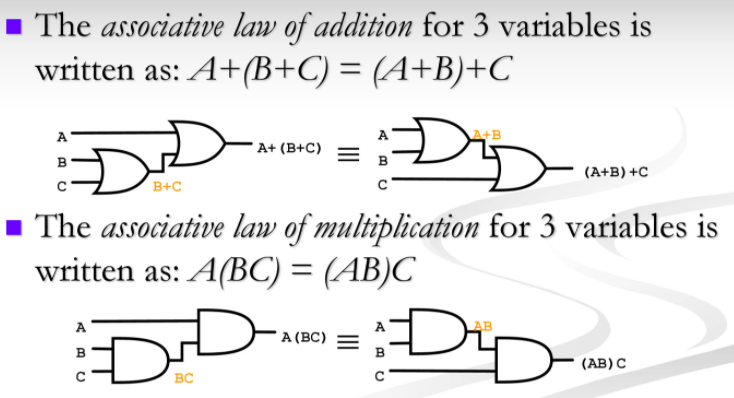 The associative law of addition for 3 variables is
written as: A+(B+C) = (A+B)+C
A
B
C
B+C
A+ (B+C)
≡
A
B
C
A+B
(A+B) +C
The associative law of multiplication for 3 variables is
written as: A(BC) = (AB)C
A
B
C
BC
A (BC)
≡
A
B
C
AB
(AB) C